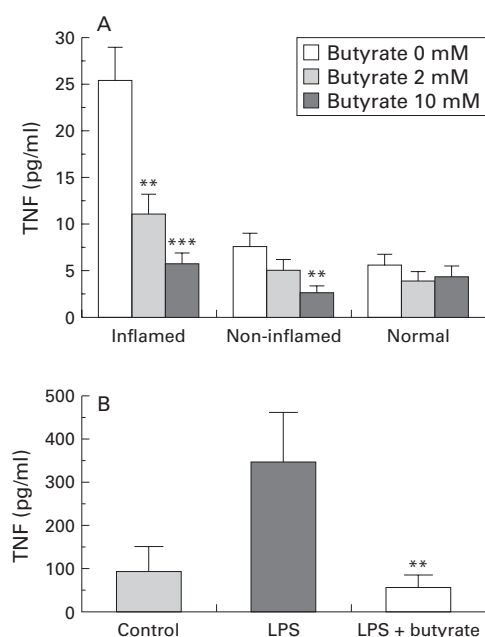 A
TNF (pg/ml)
30
25
20
15
10
5
0
Butyrate 0 mM
Butyrate 2 mM
Butyrate 10 mM
**
***
**
Inflamed Non-inflamed Normal
B
TNF (pg/ml)
500
400
300
200
100
0
**
Control LPS LPS + butyrate